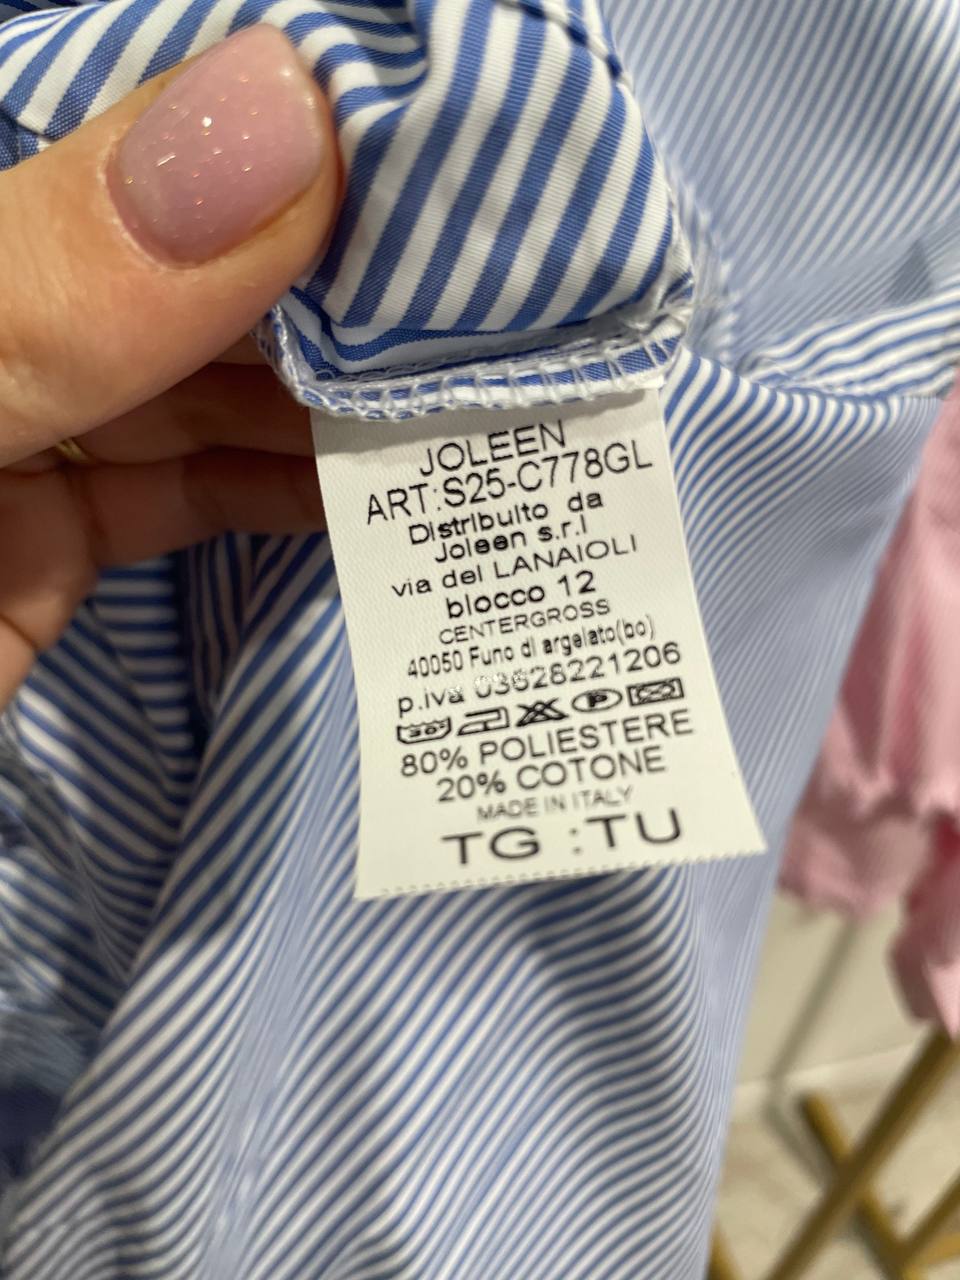 JOLEEN
ART:S25-C778GL
Distribuito da
Joleen s.r.l
via del LANAIOLI
blocco 12
CENTERGROSS
40050 Funo di argelato(bo)
p.iva 03628221206
30°
P
80% POLIESTERE
20% COTONE
MADE IN ITALY
TG :TU